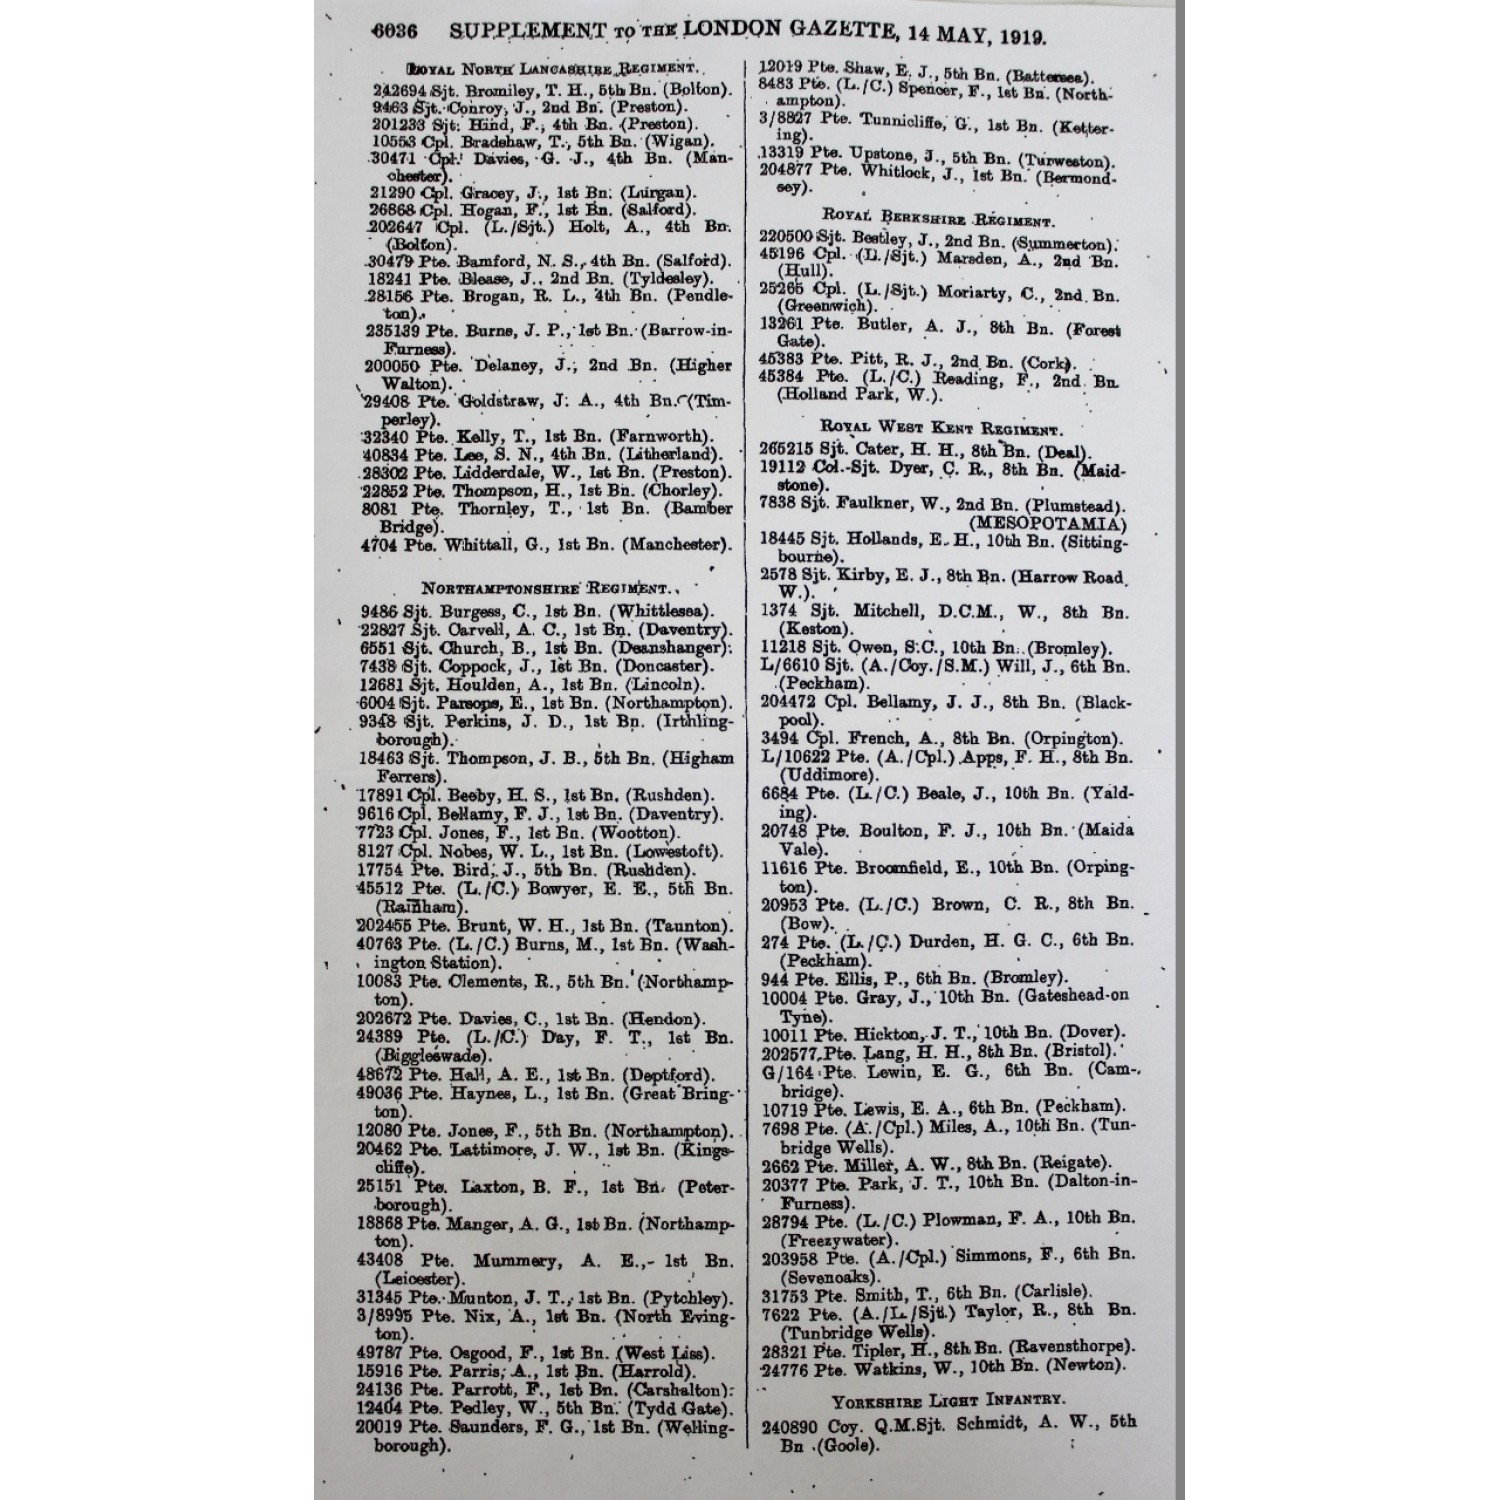 6036 SUPPLEMENT TO THE LONDON GAZETTE, 14 MAY, 1919.
LOYAL NORTH LANCASHIRE REGIMENT.
242694 Sjt. Bromiley, T. H., 5th Bn. (Bolton).
9463 Sjt. Conroy, J., 2nd Bn. (Preston).
201233 Sjt. Hind, F., 4th Bn. (Preston).
10553 Cpl. Bradshaw, T., 5th Bn. (Wigan).
30471 Cpl. Davies, G. J., 4th Bn. (Man-
chester).
21290 Cpl. Gracey, J., 1st Bn. (Lurgan).
26868 Cpl. Hogan, F., 1st Bn. (Salford).
202647 Cpl. (L./Sjt.) Holt, A., 4th Bn.
(Bolton).
30479 Pte. Bamford, N. S., 4th Bn. (Salford).
18241 Pte. Blease, J., 2nd Bn. (Tyldesley).
28156 Pte. Brogan, R. L., 4th Bn. (Pendle-
ton).
235139 Pte. Burns, J. P., 1st Bn. (Barrow-in-
Furness).
200050 Pte. Delaney, J., 2nd Bn. (Higher
Walton).
29408 Pte. Goldstraw, J. A., 4th Bn. (Tim-
perley).
32340 Pte. Kelly, T., 1st Bn. (Farnworth).
40834 Pte. Lee, S. N., 4th Bn. (Litherland).
28302 Pte. Lidderdale, W., 1st Bn. (Preston).
22852 Pte. Thompson, H., 1st Bn. (Chorley).
8081 Pte. Thornley, T., 1st Bn. (Bamber
Bridge).
4704 Pte. Whittall, G., 1st Bn. (Manchester).
NORTHAMPTONSHIRE REGIMENT.
9486 Sjt. Burgess, C., 1st Bn. (Whittlesea).
22827 Sjt. Carvell, A. C., 1st Bn. (Daventry).
6551 Sjt. Church, B., 1st Bn. (Deanshanger).
7438 Sjt. Coppock, J., 1st Bn. (Doncaster).
12681 Sjt. Houlden, A., 1st Bn. (Lincoln).
6004 Sjt. Parsons, E., 1st Bn. (Northampton).
9348 Sjt. Perkins, J. D., 1st Bn. (Irthling-
borough).
18463 Sjt. Thompson, J. B., 5th Bn. (Higham
Ferrers).
17891 Cpl. Beeby, H. S., 1st Bn. (Rushden).
9616 Cpl. Bellamy, F. J., 1st Bn. (Daventry).
7723 Cpl. Jones, F., 1st Bn. (Wootton).
8127 Cpl. Nobes, W. L., 1st Bn. (Lowestoft).
17754 Pte. Bird, J., 5th Bn. (Rushden).
45512 Pte. (L./C.) Bowyer, E. E., 5th Bn.
(Rainham).
202455 Pte. Brunt, W. H., 1st Bn. (Taunton).
40763 Pte. (L./C.) Burns, M., 1st Bn. (Wash-
ington Station).
10083 Pte. Clements, R., 5th Bn. (Northamp-
ton).
202672 Pte. Davies, C., 1st Bn. (Hendon).
24389 Pte. (L./C.) Day, F. T., 1st Bn.
(Biggleswade).
48672 Pte. Hall, A. E., 1st Bn. (Deptford).
49036 Pte. Haynes, L., 1st Bn. (Great Bring-
ton).
12080 Pte. Jones, F., 5th Bn. (Northampton).
20462 Pte. Lattimore, J. W., 1st Bn. (Kings-
cliffe).
25151 Pte. Laxton, B. F., 1st Bn. (Peter-
borough).
18868 Pte. Manger, A. G., 1st Bn. (Northamp-
ton).
43408 Pte. Mummery, A. E., 1st Bn.
(Leicester).
31345 Pte. Munton, J. T., 1st Bn. (Pytchley).
3/8995 Pte. Nix, A., 1st Bn. (North Eving-
ton).
49787 Pte. Osgood, F., 1st Bn. (West Liss).
15916 Pte. Parris, A., 1st Bn. (Harrold).
24136 Pte. Parrott, F., 1st Bn. (Carshalton).
12404 Pte. Pedley, W., 5th Bn. (Tydd Gate).
20019 Pte. Saunders, F. G., 1st Bn. (Welling-
borough).
12019 Pte. Shaw, E. J., 5th Bn. (Battersea).
8483 Pte. (L./C.) Spencer, F., 1st Bn. (North-
ampton).
3/8827 Pte. Tunnicliffe, G., 1st Bn. (Ketter-
ing).
13319 Pte. Upstone, J., 5th Bn. (Turweston).
204877 Pte. Whitlock, J., 1st Bn. (Bermond-
sey).
ROYAL BERKSHIRE REGIMENT.
220500 Sjt. Bestley, J., 2nd Bn. (Summerton).
45196 Cpl. (L./Sjt.) Marsden, A., 2nd Bn.
(Hull).
25265 Cpl. (L./Sjt.) Moriarty, C., 2nd Bn.
(Greenwich).
13261 Pte. Butler, A. J., 8th Bn. (Forest
Gate).
45383 Pte. Pitt, R. J., 2nd Bn. (Cork).
45384 Pte. (L./C.) Reading, F., 2nd Bn.
(Holland Park, W.).
ROYAL WEST KENT REGIMENT.
265215 Sjt. Cater, H. H., 8th Bn. (Deal).
19112 Col.-Sjt. Dyer, C. R., 8th Bn. (Maid-
stone).
7838 Sjt. Faulkner, W., 2nd Bn. (Plumstead).
(MESOPOTAMIA)
18445 Sjt. Hollands, E. H., 10th Bn. (Sitting-
bourne).
2578 Sjt. Kirby, E. J., 8th Bn. (Harrow Road,
W.).
1374 Sjt. Mitchell, D.C.M., W., 8th Bn.
(Keston).
11218 Sjt. Owen, S.C., 10th Bn. (Bromley).
L/6610 Sjt. (A./Coy./S.M.) Will, J., 6th Bn.
(Peckham).
204472 Cpl. Bellamy, J. J., 8th Bn. (Black-
pool).
3494 Cpl. French, A., 8th Bn. (Orpington).
L/10622 Pte. (A./Cpl.) Apps, F. H., 8th Bn.
(Uddimore).
6684 Pte. (L./C.) Beale, J., 10th Bn. (Yald-
ing).
20748 Pte. Boulton, F. J., 10th Bn. (Maida
Vale).
11616 Pte. Broomfield, E., 10th Bn. (Orping-
ton).
20953 Pte. (L./C.) Brown, C. R., 8th Bn.
(Bow).
274 Pte. (L./C.) Durden, H. G. C., 6th Bn.
(Peckham).
944 Pte. Ellis, P., 6th Bn. (Bromley).
10004 Pte. Gray, J., 10th Bn. (Gateshead-on
Tyne).
10011 Pte. Hickton, J. T., 10th Bn. (Dover).
202577 Pte. Lang, H. H., 8th Bn. (Bristol).
G/164 Pte. Lewin, E. G., 6th Bn. (Cam-
bridge).
10719 Pte. Lewis, E. A., 6th Bn. (Peckham).
7698 Pte. (A./Cpl.) Miles, A., 10th Bn. (Tun-
bridge Wells).
2662 Pte. Miller, A. W., 8th Bn. (Reigate).
20377 Pte. Park, J. T., 10th Bn. (Dalton-in-
Furness).
28794 Pte. (L./C.) Plowman, F. A., 10th Bn.
(Freezywater).
203958 Pte. (A./Cpl.) Simmons, F., 6th Bn.
(Sevenoaks).
31753 Pte. Smith, T., 6th Bn. (Carlisle).
7622 Pte. (A./L./Sjt.) Taylor, R., 8th Bn.
(Tunbridge Wells).
28321 Pte. Tipler, H., 8th Bn. (Ravensthorpe).
24776 Pte. Watkins, W., 10th Bn. (Newton).
YORKSHIRE LIGHT INFANTRY.
240890 Coy. Q.M.Sjt. Schmidt, A. W., 5th
Bn (Goole).